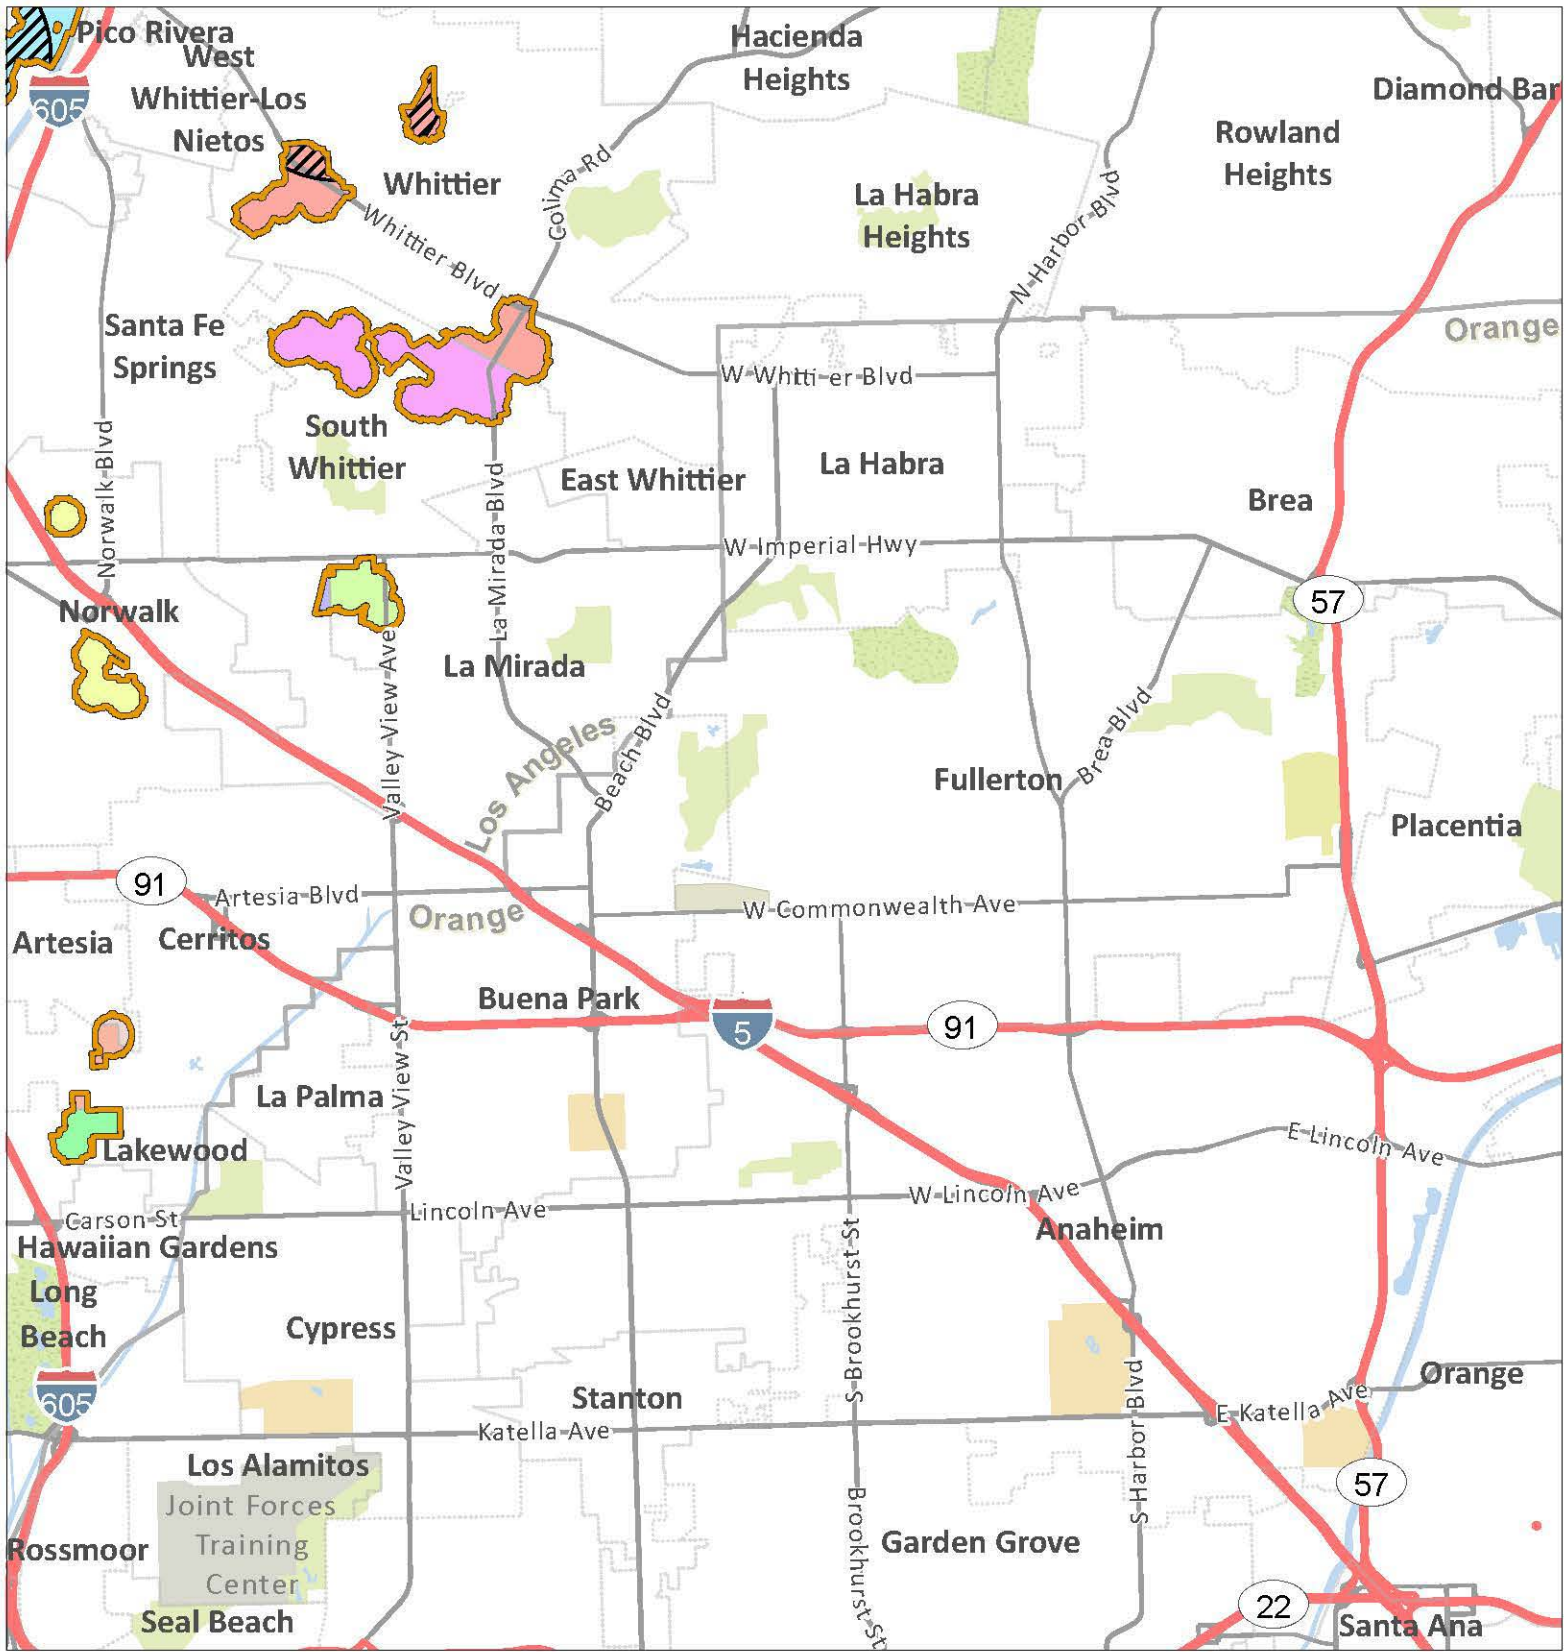 Pico Rivera
West
Whittier-Los
Nietos
605
Hacienda
Heights
Diamond Bar
Rowland
Heights
Whittier
Colima Rd
La Habra
Heights
N Harbor Blvd
Whittier Blvd
Santa Fe
Springs
Orange
W Whittier Blvd
South
Whittier
Norwalk Blvd
La Mirada Blvd
East Whittier
La Habra
Brea
W Imperial Hwy
57
Norwalk
Valley View Ave
La Mirada
Los Angeles
Beach Blvd
Brea Blvd
Fullerton
Placentia
91
Artesia Blvd
Orange
W Commonwealth Ave
Artesia
Cerritos
Buena Park
5
91
Valley View St
La Palma
Lakewood
E Lincoln Ave
Carson St
Lincoln Ave
W Lincoln Ave
Anaheim
Hawaiian Gardens
Long
Beach
Cypress
S Brookhurst St
605
Stanton
S Harbor Blvd
Orange
E Katella Ave
Katella Ave
Los Alamitos
Joint Forces
Training
Center
57
Brookhurst St
Rossmoor
Garden Grove
Seal Beach
22
Santa Ana